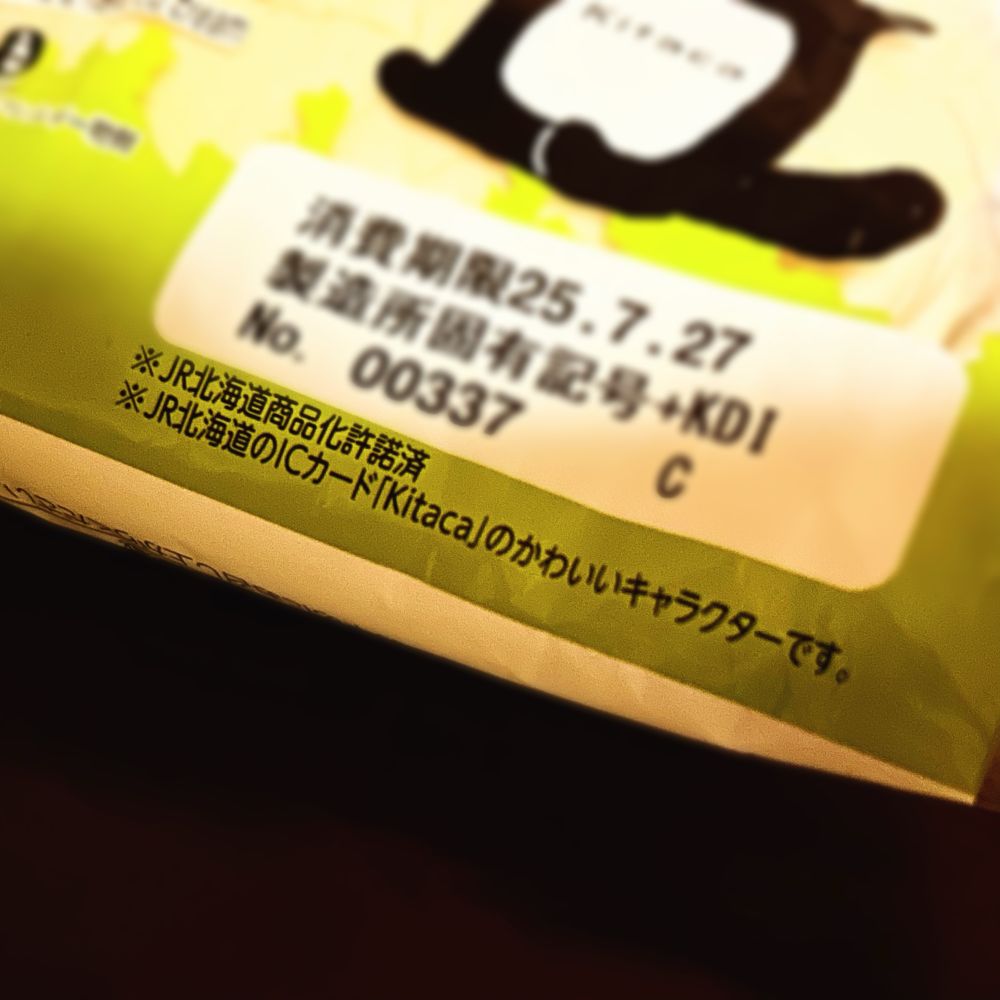 Kitaca
消費期限25.7.27
製造所固有記号+KDI
No. 00337 C
※JR北海道商品化許諾済
※JR北海道のICカード「Kitaca」のかわいいキャラクターです。